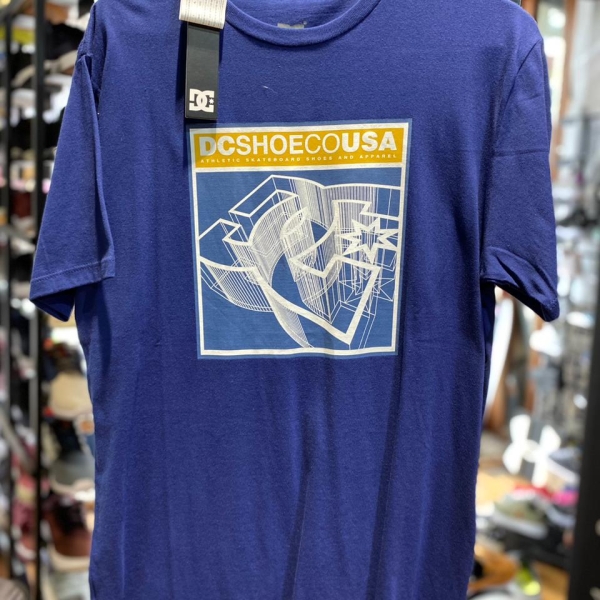 DC
DCSHOECOUSA
ATHLETIC SKATEBOARD SHOES AND APPAREL